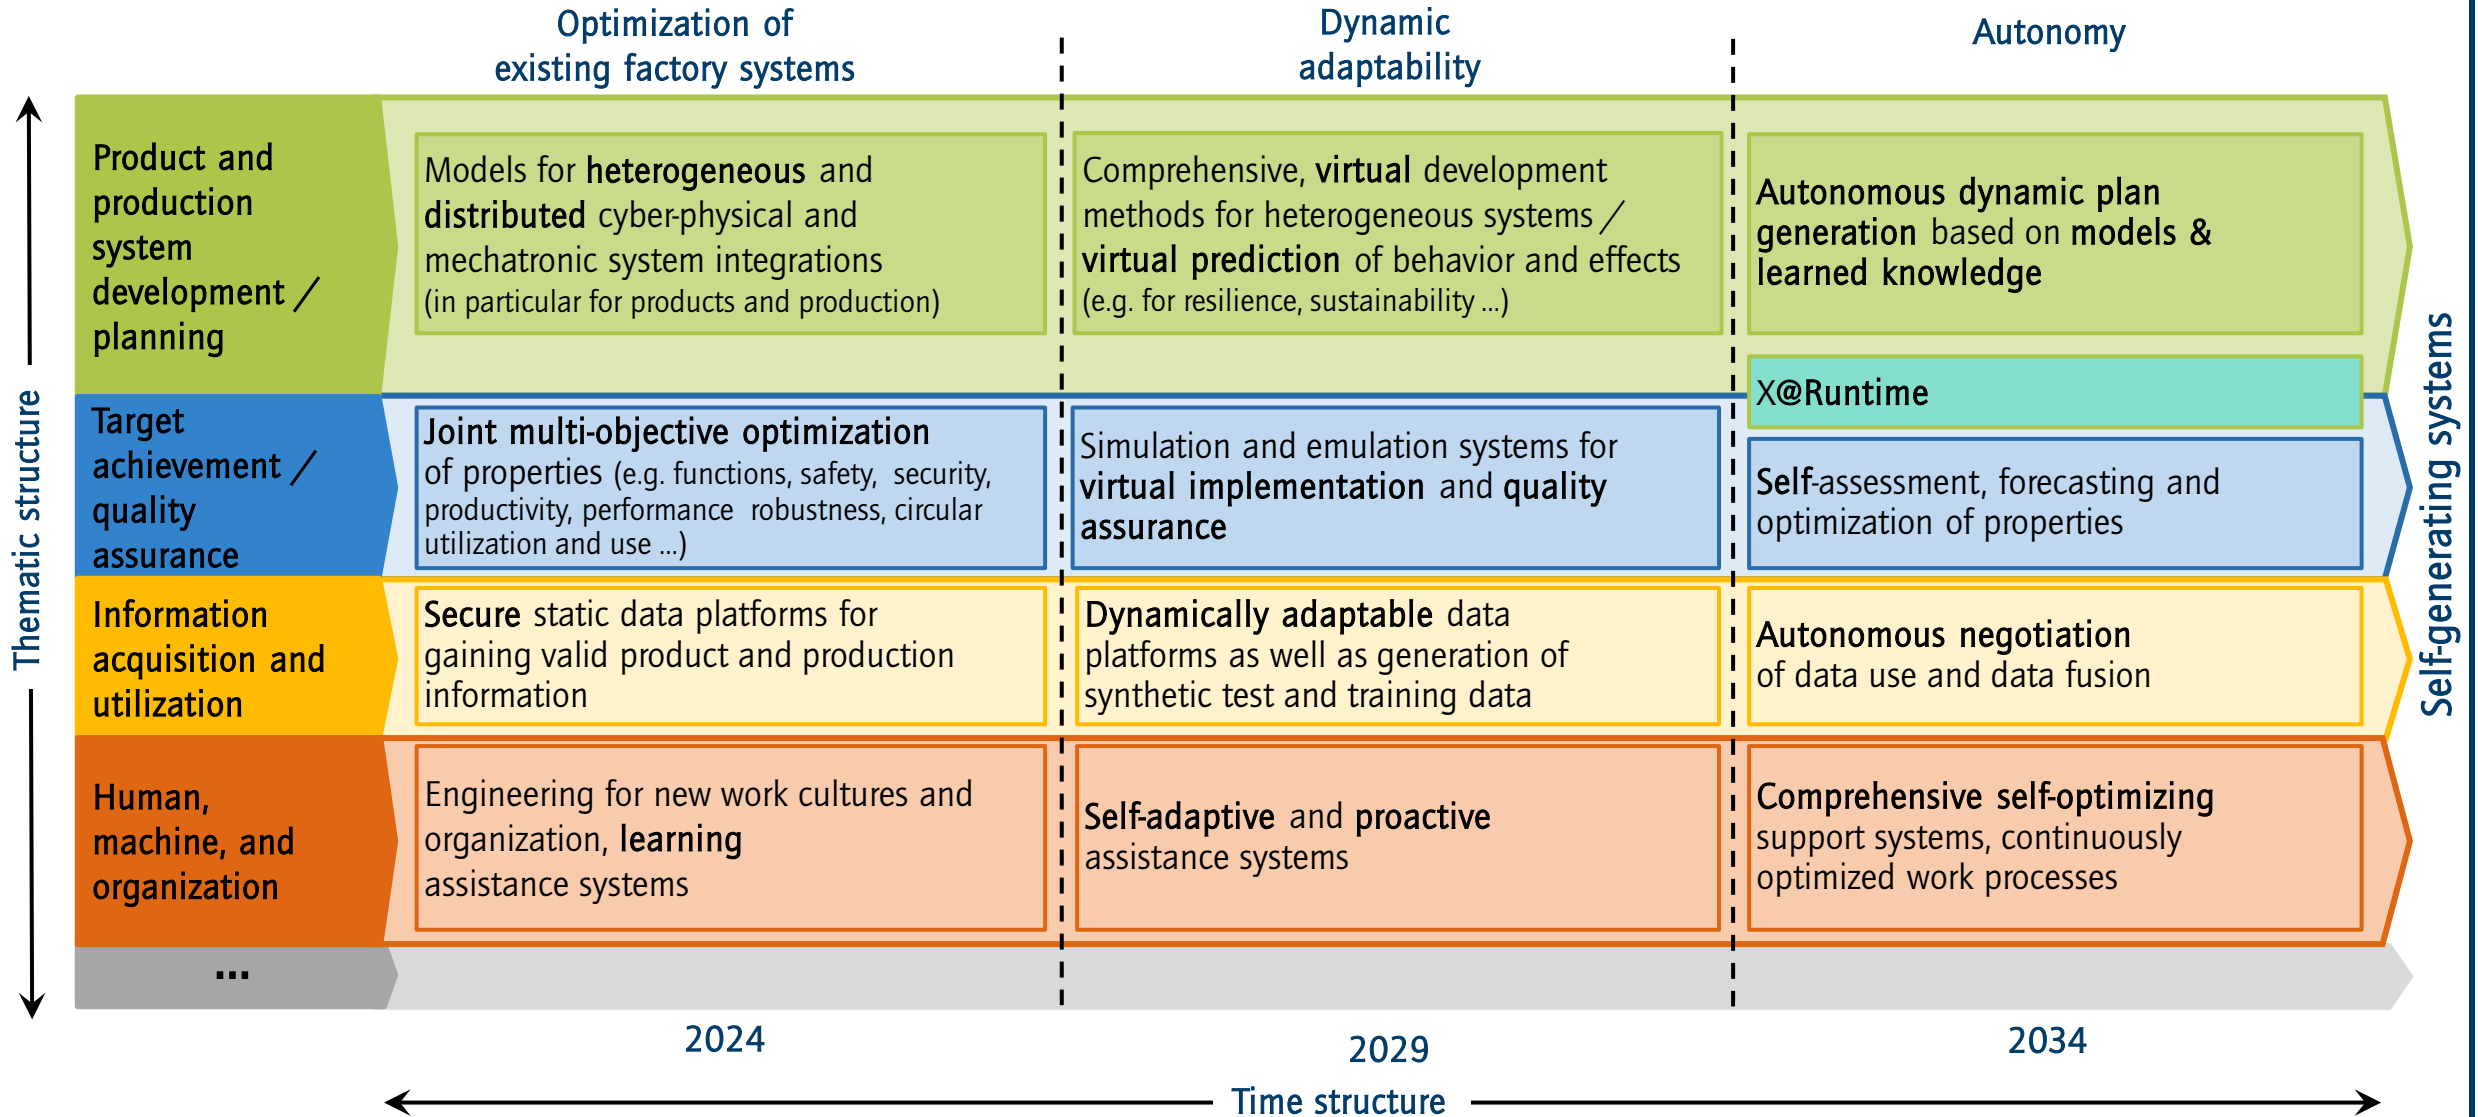 Optimization of
existing factory systems
Dynamic
adaptability
Autonomy
Thematic structure
Product and
production
system
development /
planning
Models for heterogeneous and
distributed cyber-physical and
mechatronic system integrations
(in particular for products and production)
Comprehensive, virtual development
methods for heterogeneous systems /
virtual prediction of behavior and effects
(e.g. for resilience, sustainability ...)
Autonomous dynamic plan
generation based on models &
learned knowledge
X@Runtime
Target
achievement /
quality
assurance
Joint multi-objective optimization
of properties (e.g. functions, safety, security,
productivity, performance robustness, circular
utilization and use ...)
Simulation and emulation systems for
virtual implementation and quality
assurance
Self-assessment, forecasting and
optimization of properties
Information
acquisition and
utilization
Secure static data platforms for
gaining valid product and production
information
Dynamically adaptable data
platforms as well as generation of
synthetic test and training data
Autonomous negotiation
of data use and data fusion
Human,
machine, and
organization
Engineering for new work cultures and
organization, learning
assistance systems
Self-adaptive and proactive
assistance systems
Comprehensive self-optimizing
support systems, continuously
optimized work processes
...
Self-generating systems
2024
2029
2034
Time structure